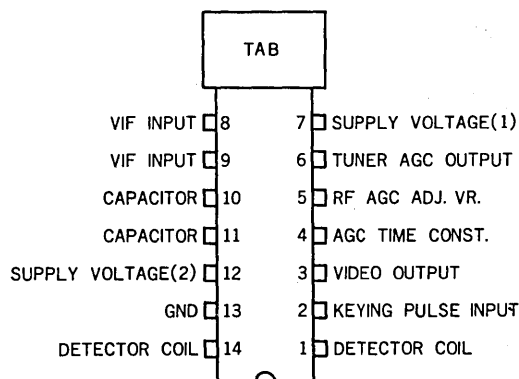 TAB
VIF INPUT 8 7 SUPPLY VOLTAGE(1)
VIF INPUT 9 6 TUNER AGC OUTPUT
CAPACITOR 10 5 RF AGC ADJ. VR.
CAPACITOR 11 4 AGC TIME CONST.
SUPPLY VOLTAGE(2) 12 3 VIDEO OUTPUT
GND 13 2 KEYING PULSE INPUT
DETECTOR COIL 14 1 DETECTOR COIL